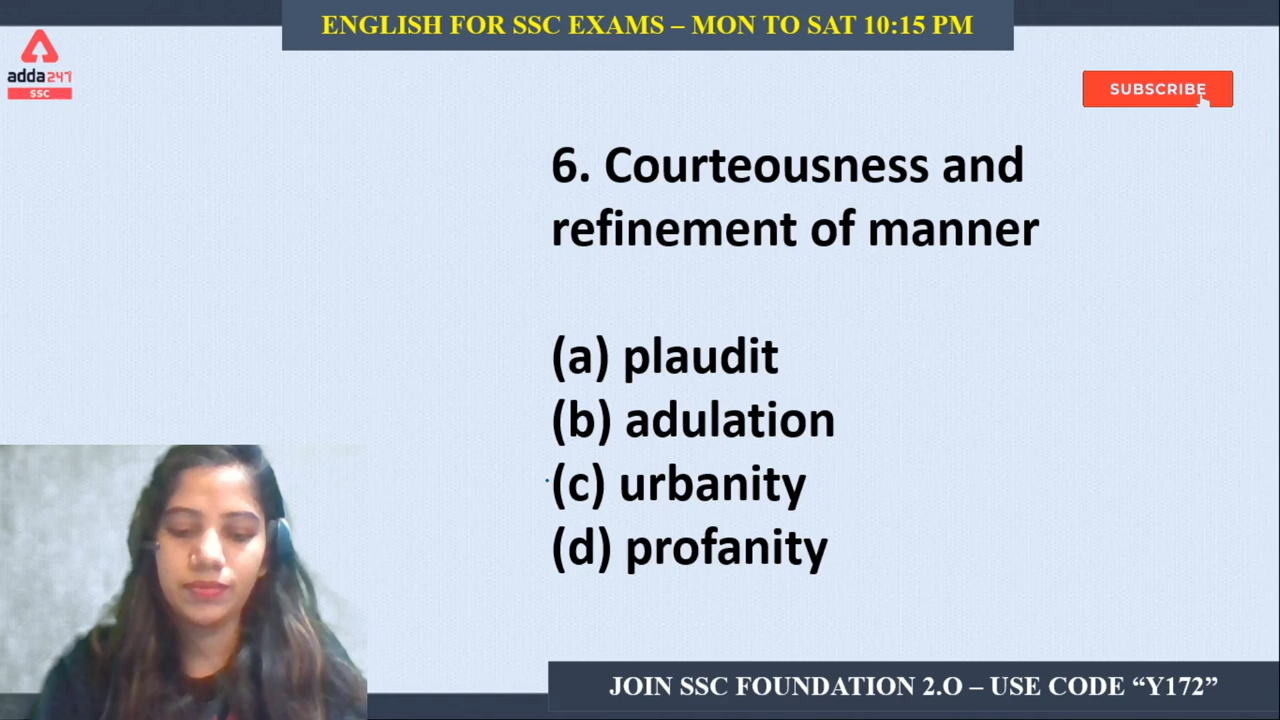 ENGLISH FOR SSC EXAMS – MON TO SAT 10:15 PM
adda247
SSC
SUBSCRIBE
6. Courteousness and
refinement of manner
(a) plaudit
(b) adulation
(c) urbanity
(d) profanity
JOIN SSC FOUNDATION 2.O – USE CODE “Y172”